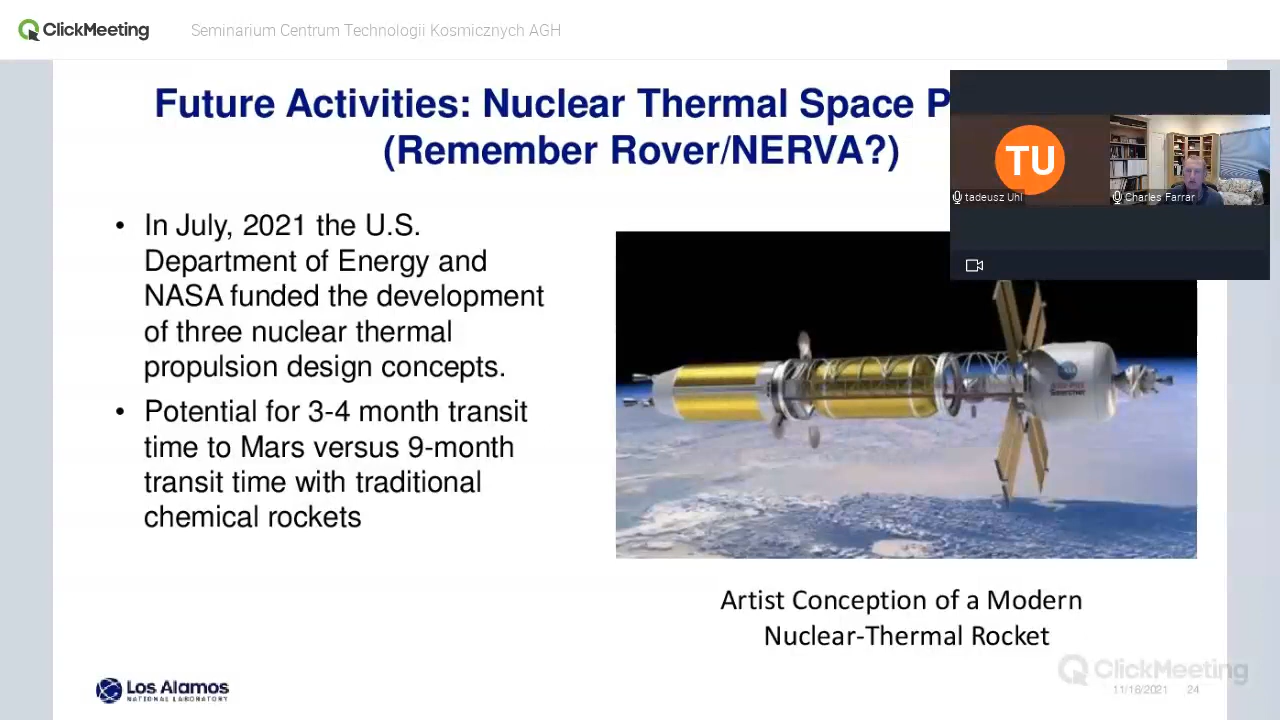 ClickMeeting
Seminarium Centrum Technologii Kosmicznych AGH
Future Activities: Nuclear Thermal Space P
(Remember Rover/NERVA?)
TU
tadeusz Uhl
Charles Farrar
• In July, 2021 the U.S.
Department of Energy and
NASA funded the development
of three nuclear thermal
propulsion design concepts.
• Potential for 3-4 month transit
time to Mars versus 9-month
transit time with traditional
chemical rockets
Artist Conception of a Modern
Nuclear-Thermal Rocket
Los Alamos
NATIONAL LABORATORY
ClickMeeting
11/16/2021 24